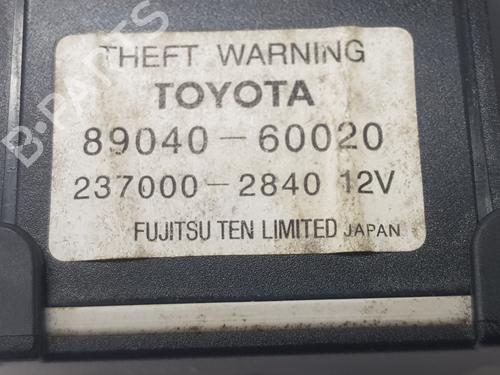 THEFT WARNING
TOYOTA
89040-60020
237000-2840 12V
FUJITSU TEN LIMITED JAPAN
B-PARTS